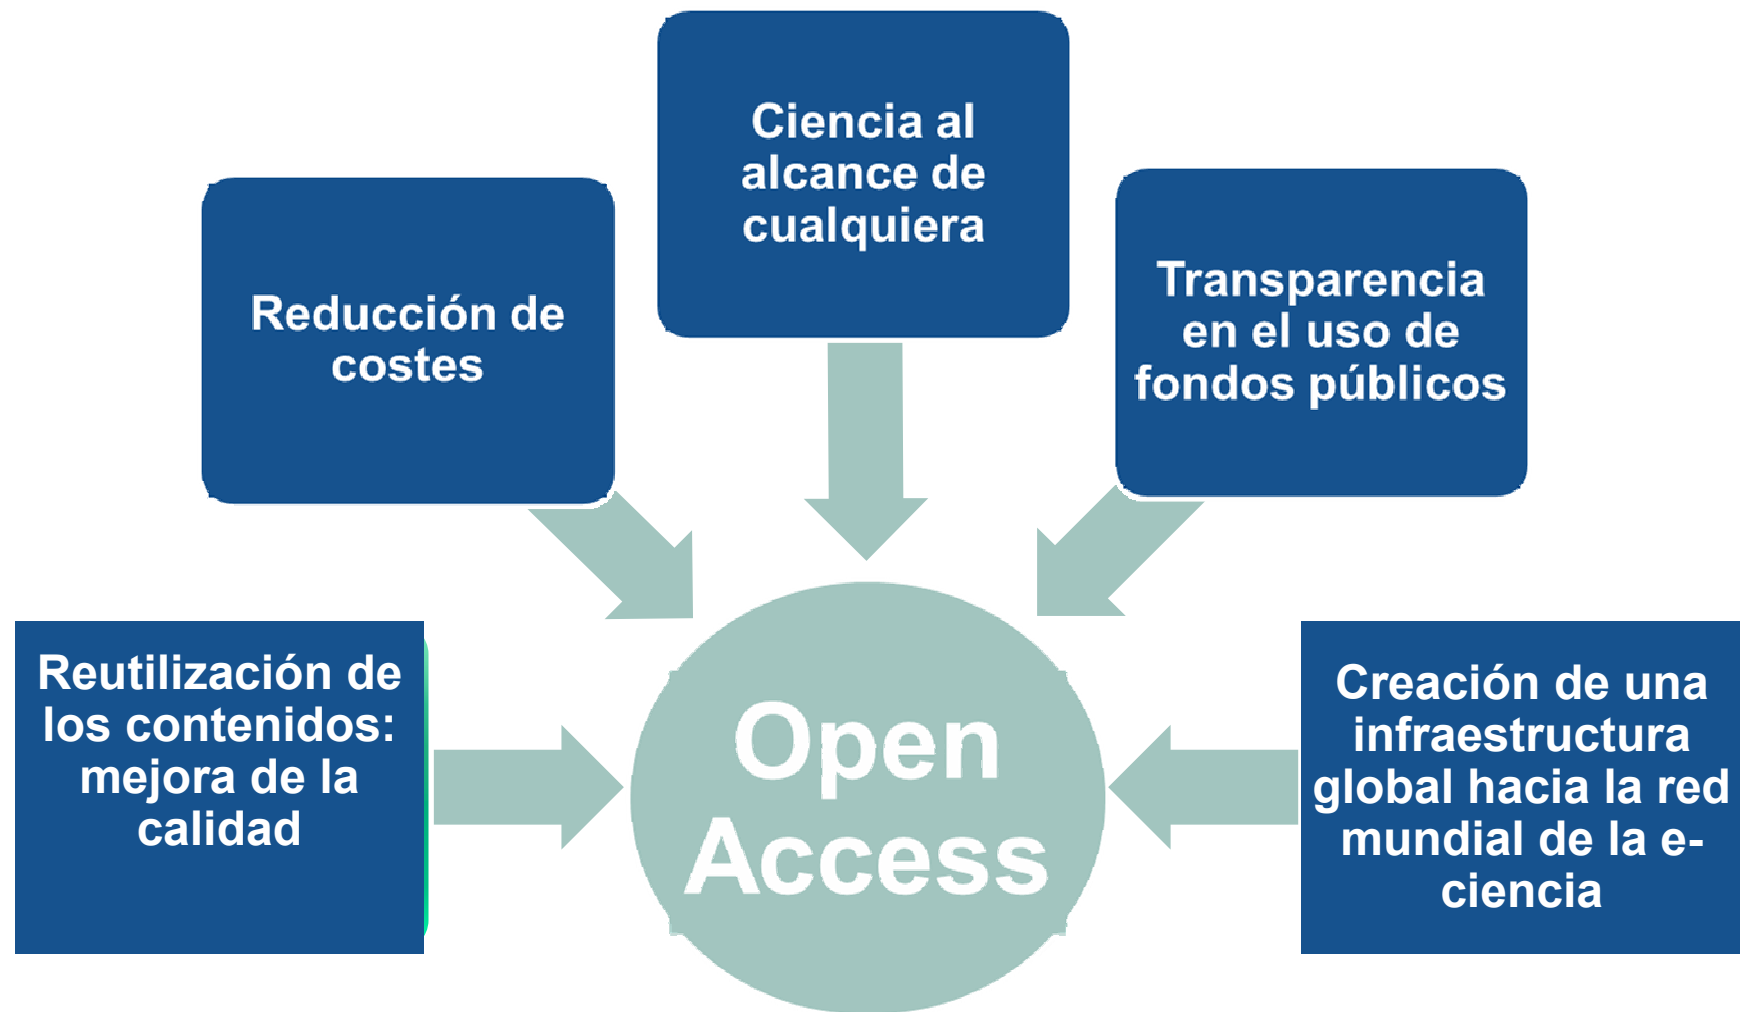 Ciencia al
alcance de
cualquiera
Reducción de
costes
Transparencia
en el uso de
fondos públicos
Reutilización de
los contenidos:
mejora de la
calidad
Open
Access
Creación de una
infraestructura
global hacia la red
mundial de la e-
ciencia